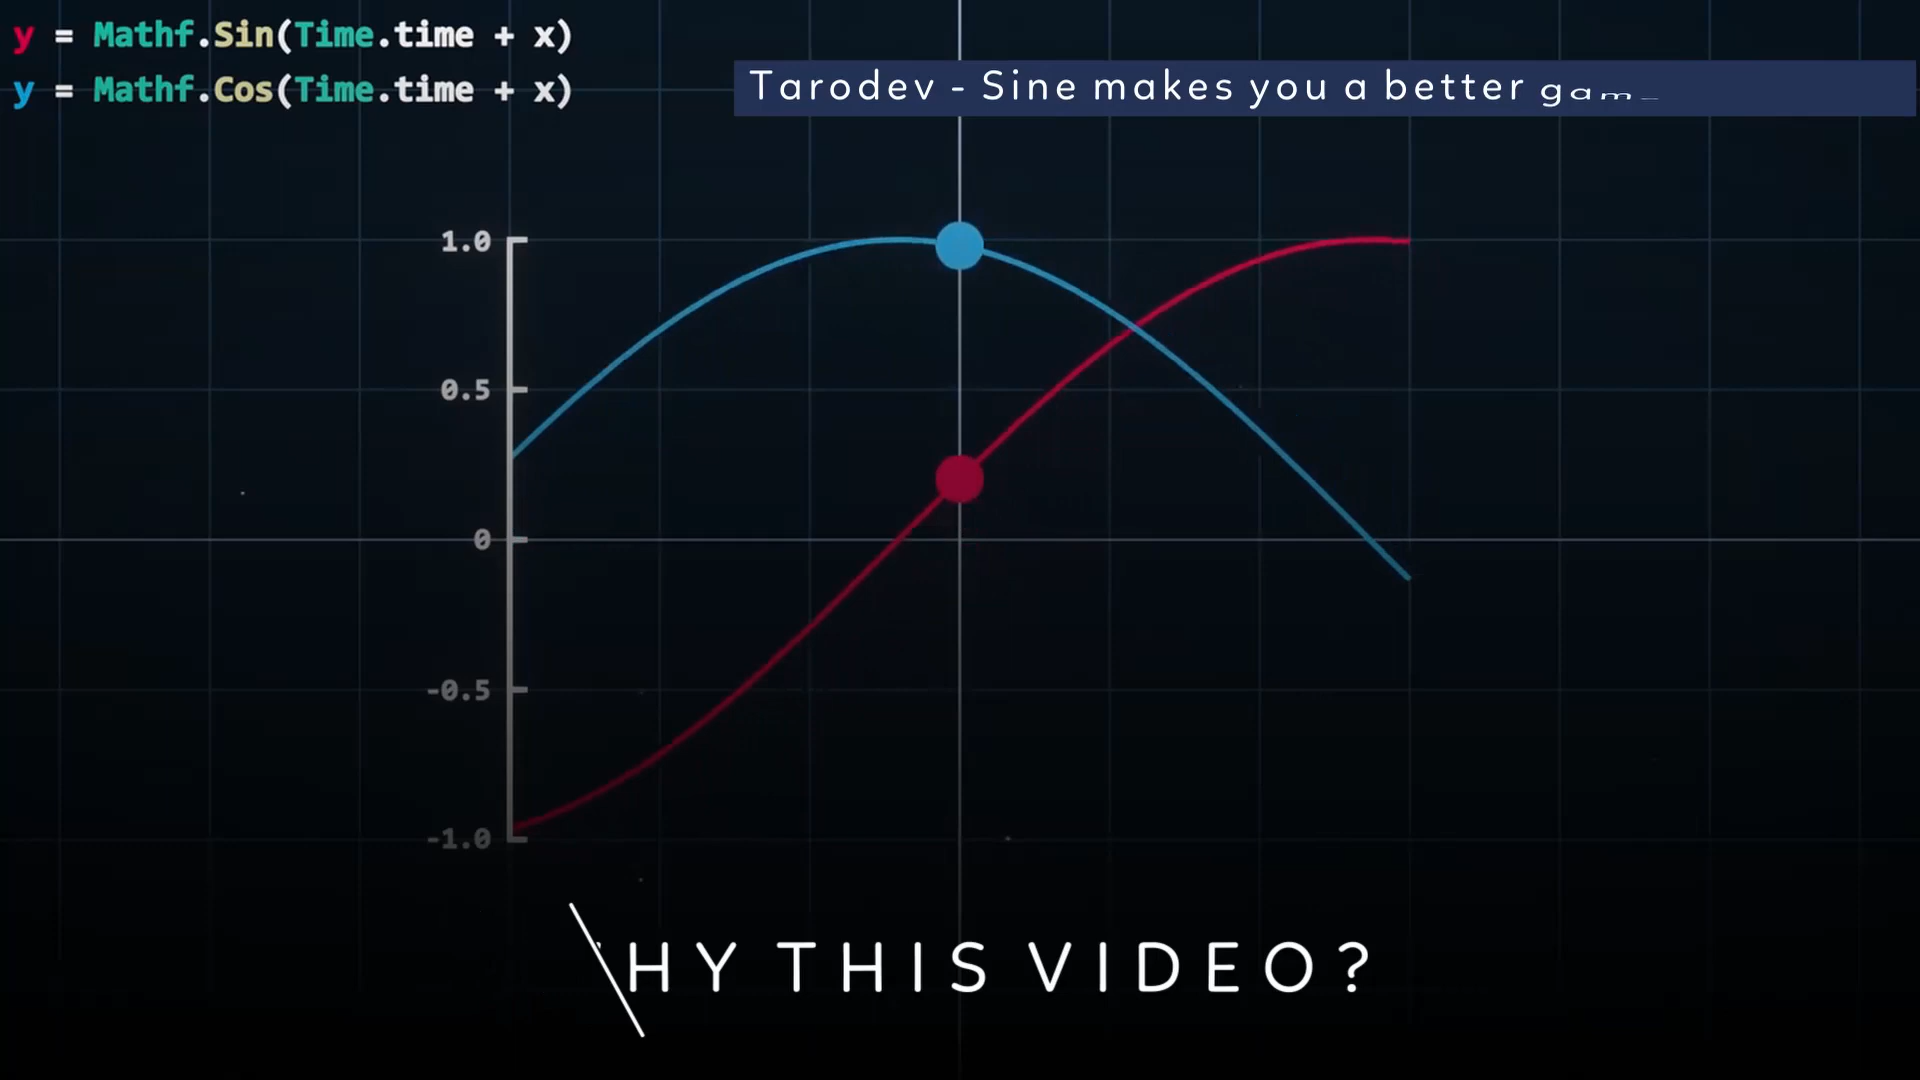 y = Mathf.Sin(Time.time + x)
y = Mathf.Cos(Time.time + x)
Tarodev - Sine makes you a better gam
1.0
0.5
0
-0.5
-1.0
HY THIS VIDEO?